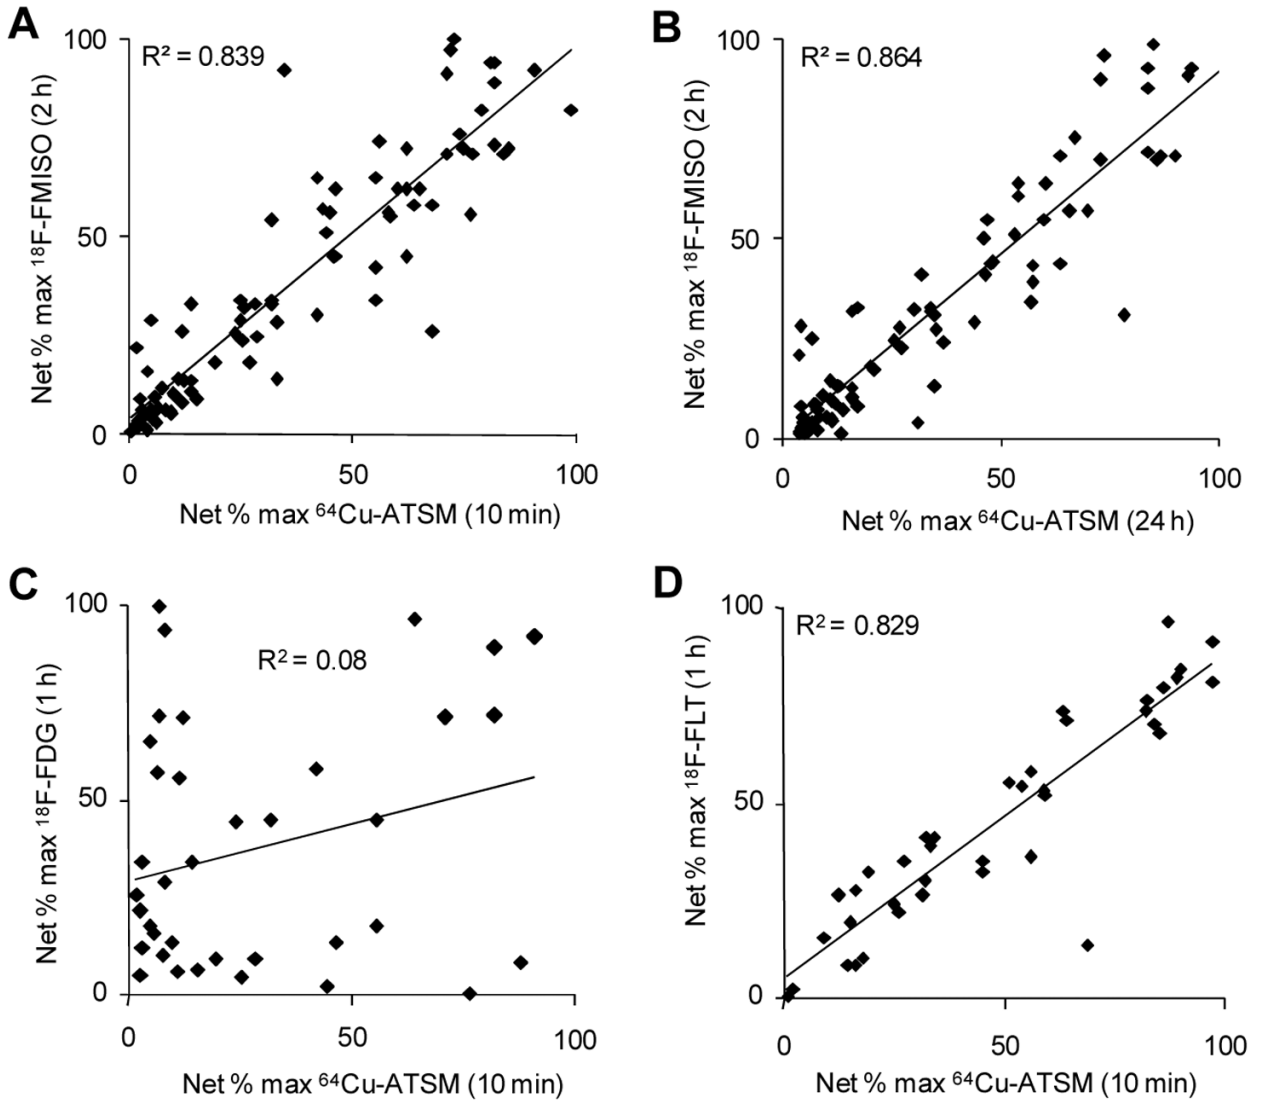 A
R² = 0.839
100
50
0
0 50 100
Net % max ¹⁸F-FMISO (2 h)
Net % max ⁶⁴Cu-ATSM (10 min)
B
R² = 0.864
100
50
0
0 50 100
Net % max ¹⁸F-FMISO (2 h)
Net % max ⁶⁴Cu-ATSM (24 h)
C
R² = 0.08
100
50
0
0 50 100
Net % max ¹⁸F-FDG (1 h)
Net % max ⁶⁴Cu-ATSM (10 min)
D
R² = 0.829
100
50
0
0 50 100
Net % max ¹⁸F-FLT (1 h)
Net % max ⁶⁴Cu-ATSM (10 min)